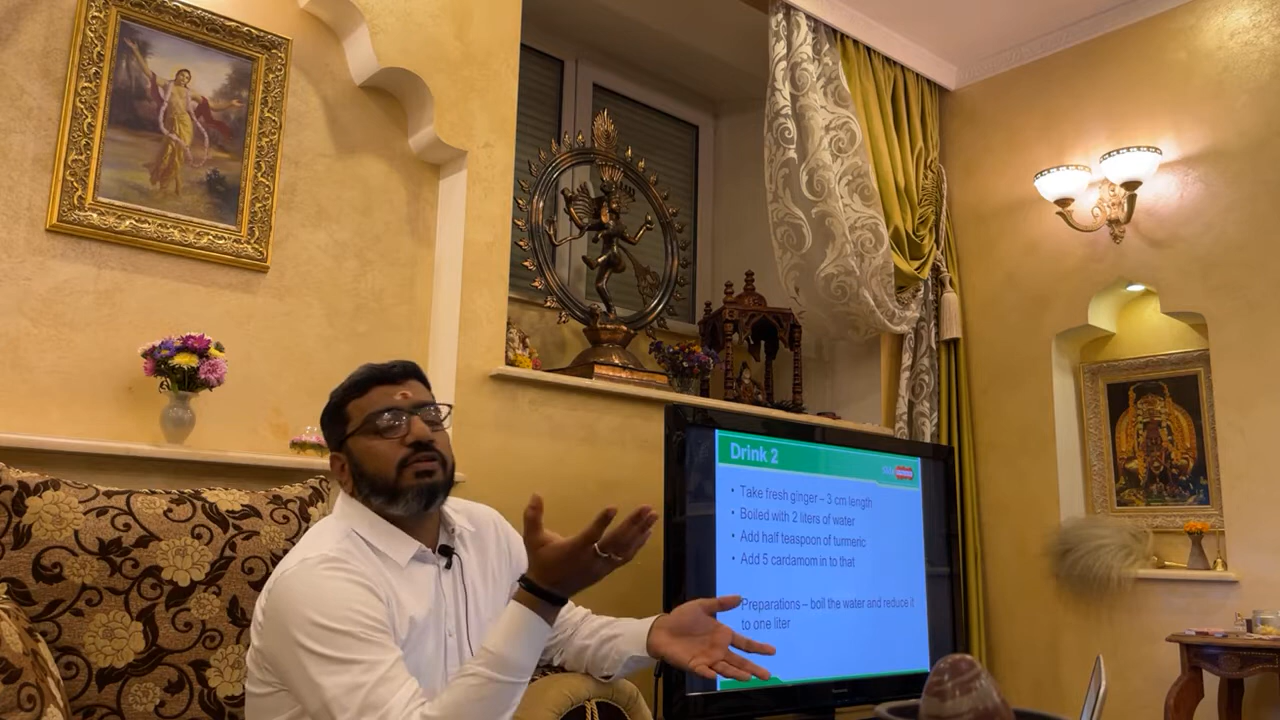 Drink 2
• Take fresh ginger – 3 cm length
• Boiled with 2 liters of water
• Add half teaspoon of turmeric
• Add 5 cardamom in to that
Preparations – boil the water and reduce it
to one liter
Panasonic